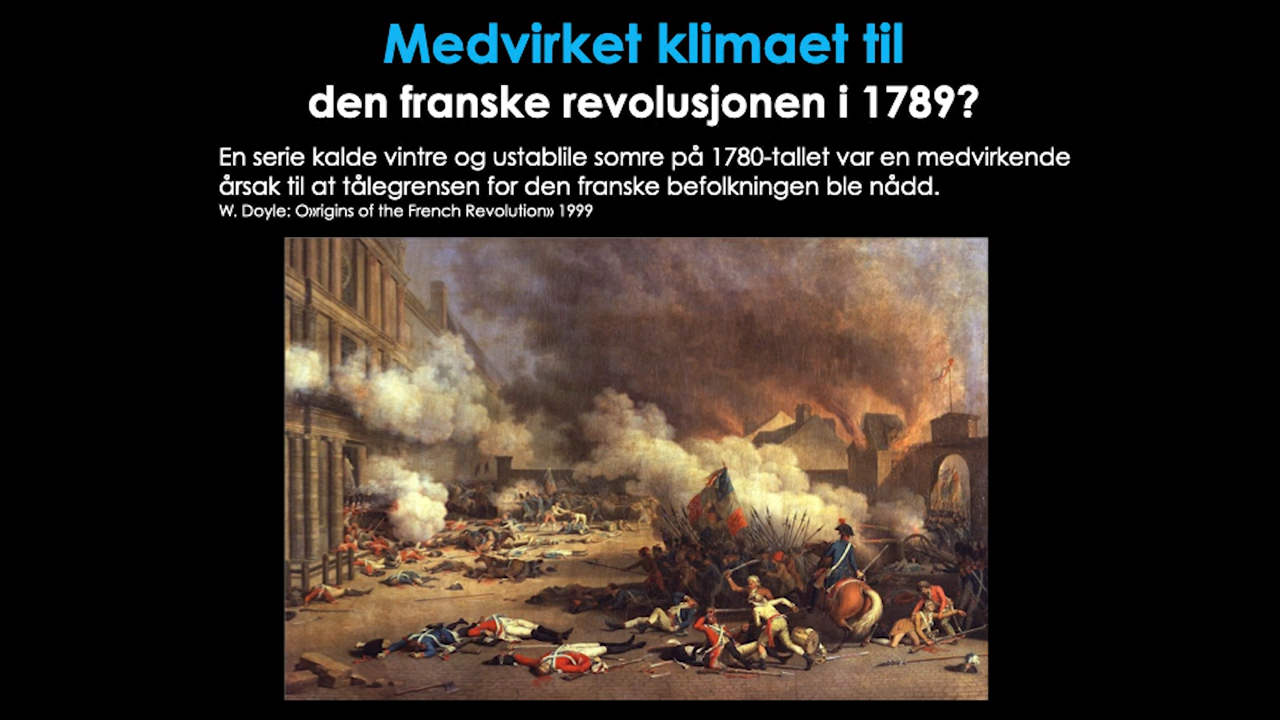 Medvirket klimaet til
den franske revolusjonen i 1789?
En serie kalde vintre og ustablile somre på 1780-tallet var en medvirkende
årsak til at tålegrensen for den franske befolkningen ble nådd.
W. Doyle: O»rigins of the French Revolution» 1999